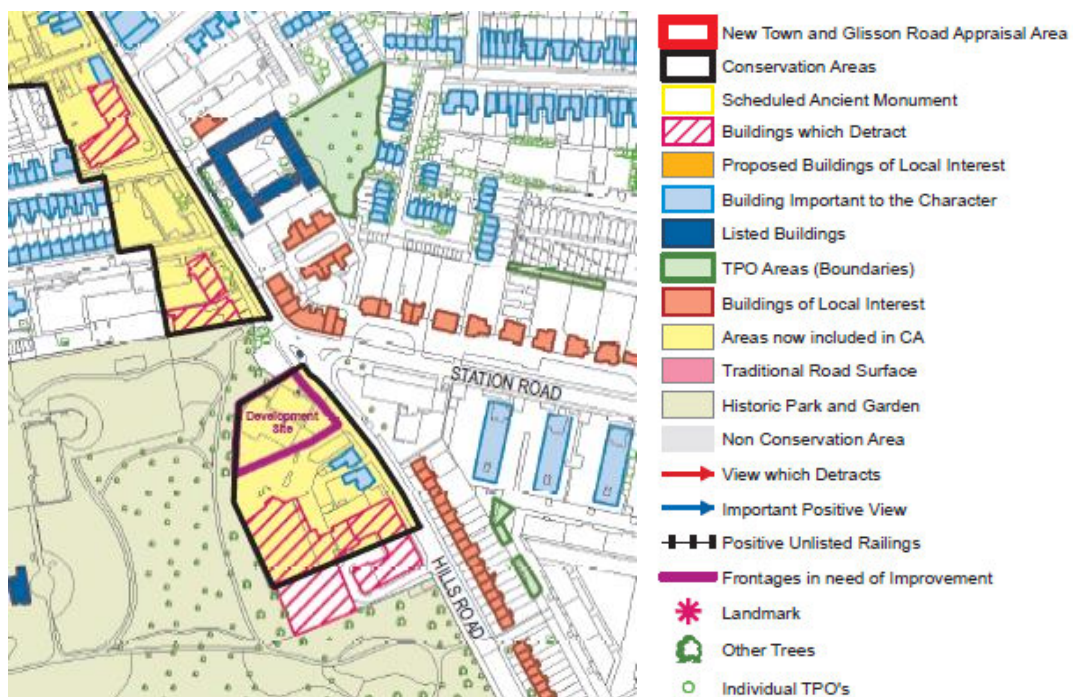 Development
Site
STATION ROAD
HILLS ROAD
New Town and Glisson Road Appraisal Area
Conservation Areas
Scheduled Ancient Monument
Buildings which Detract
Proposed Buildings of Local Interest
Building Important to the Character
Listed Buildings
TPO Areas (Boundaries)
Buildings of Local Interest
Areas now included in CA
Traditional Road Surface
Historic Park and Garden
Non Conservation Area
View which Detracts
Important Positive View
Positive Unlisted Railings
Frontages in need of Improvement
Landmark
Other Trees
Individual TPO's